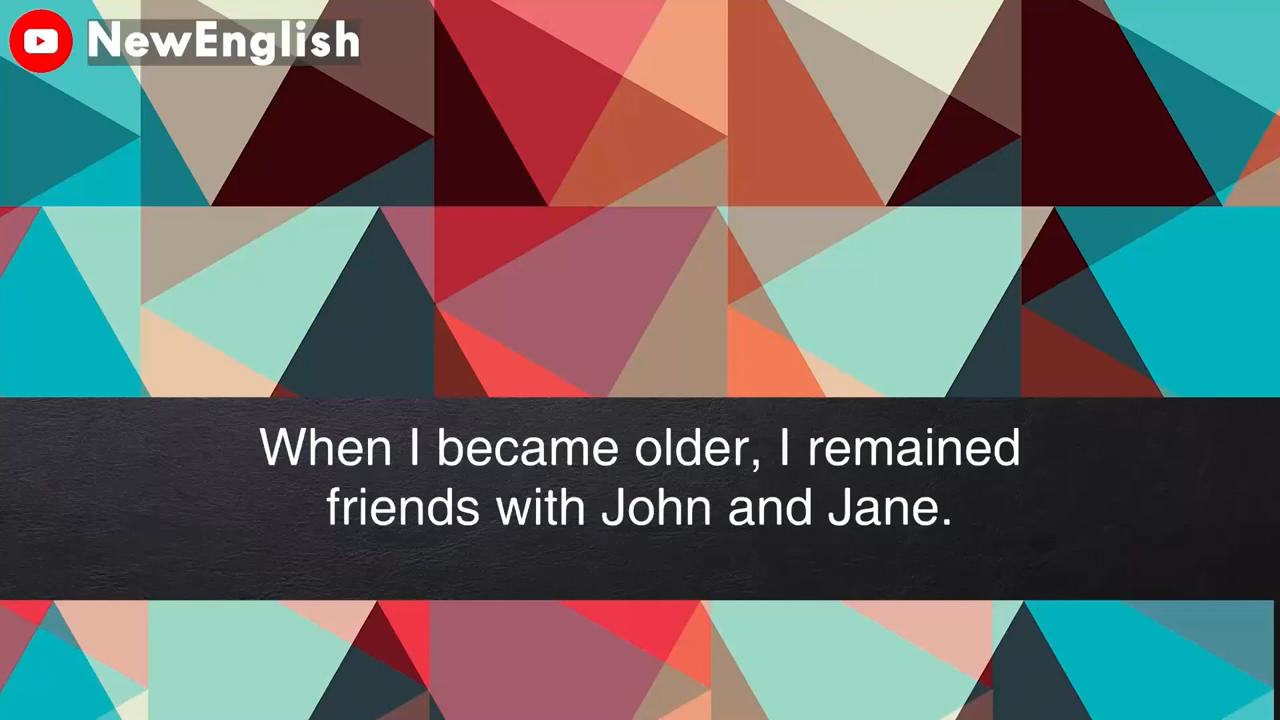 NewEnglish
When I became older, I remained
friends with John and Jane.